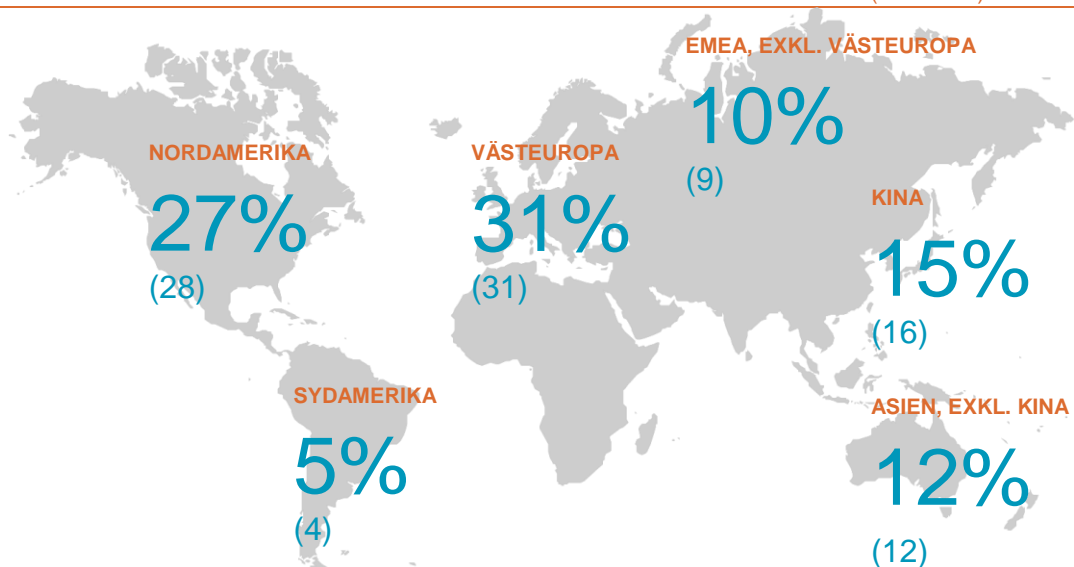 EMEA, EXKL. VÄSTEUROPA
10%
(9)
NORDAMERIKA
27%
(28)
VÄSTEUROPA
31%
(31)
KINA
15%
(16)
SYDAMERIKA
5%
(4)
ASIEN, EXKL. KINA
12%
(12)